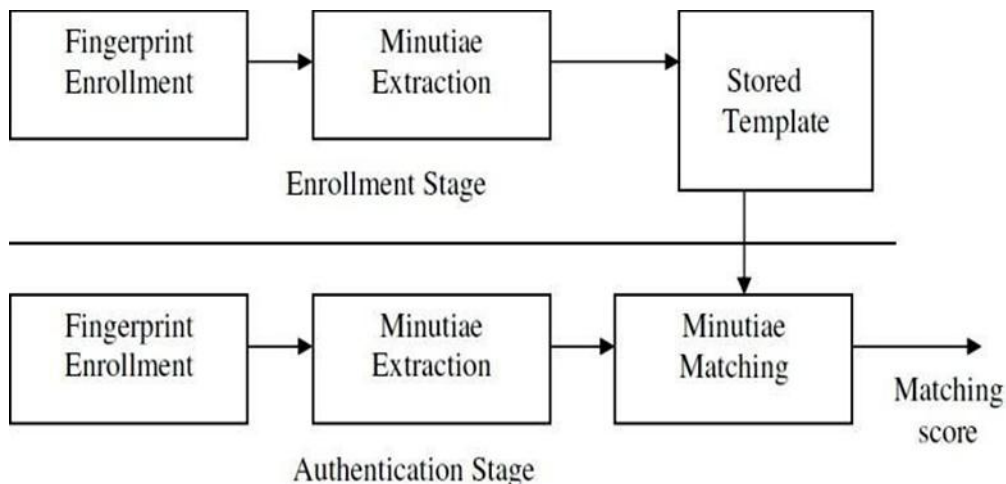 Fingerprint
Enrollment
Minutiae
Extraction
Stored
Template
Enrollment Stage
Fingerprint
Enrollment
Minutiae
Extraction
Minutiae
Matching
Matching
score
Authentication Stage